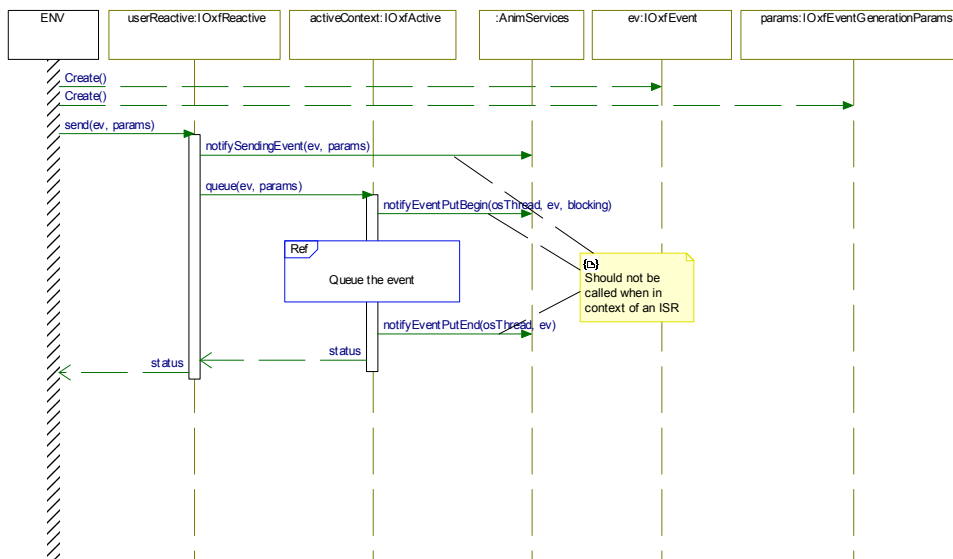 ENV
userReactive:IOxfReactive
activeContext:IOxfActive
:AnimServices
ev:IOxfEvent
params:IOxfEventGenerationParams
Create()
Create()
send(ev, params)
notifySendingEvent(ev, params)
queue(ev, params)
notifyEventPutBegin(osThread, ev, blocking)
Ref
Queue the event
Should not be
called when in
context of an ISR
notifyEventPutEnd(osThread, ev)
status
status